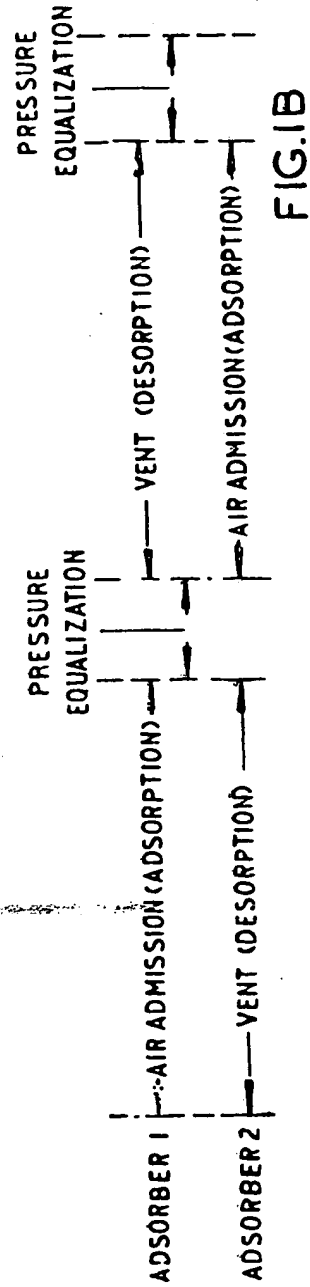 PRESSURE
EQUALIZATION
PRESSURE
EQUALIZATION
ADSORBER 1
AIR ADMISSION(ADSORPTION)
VENT (DESORPTION)
ADSORBER 2
VENT (DESORPTION)
AIR ADMISSION(ADSORPTION)
FIG.1B